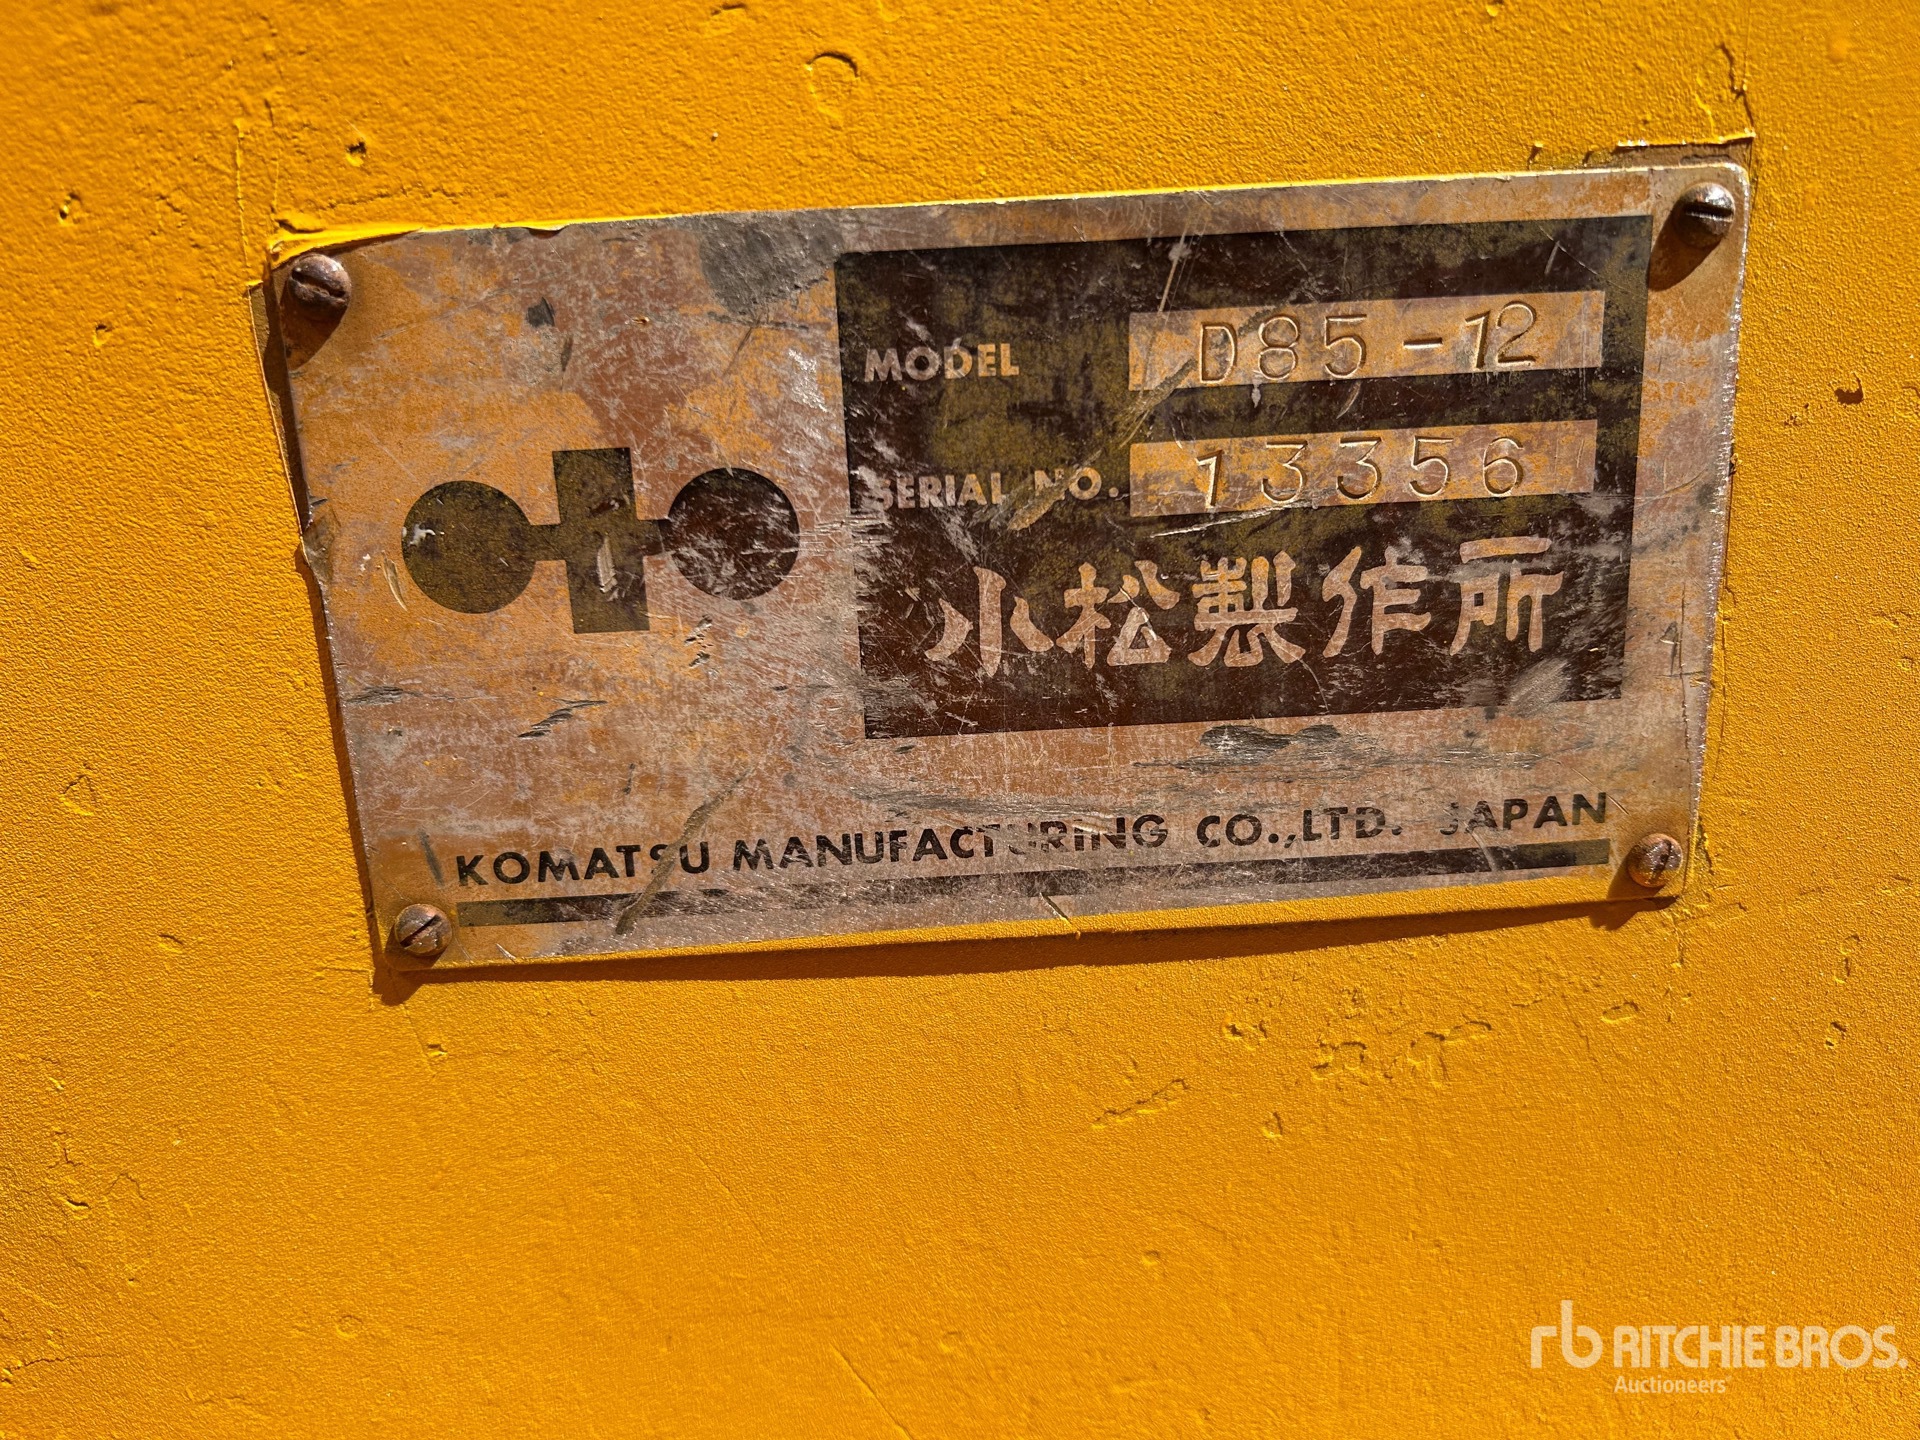 MODEL D85-12
SERIAL NO. 13356
小松製作所
KOMATSU MANUFACTURING CO.,LTD. JAPAN
rb RITCHIE BROS.
Auctioneers